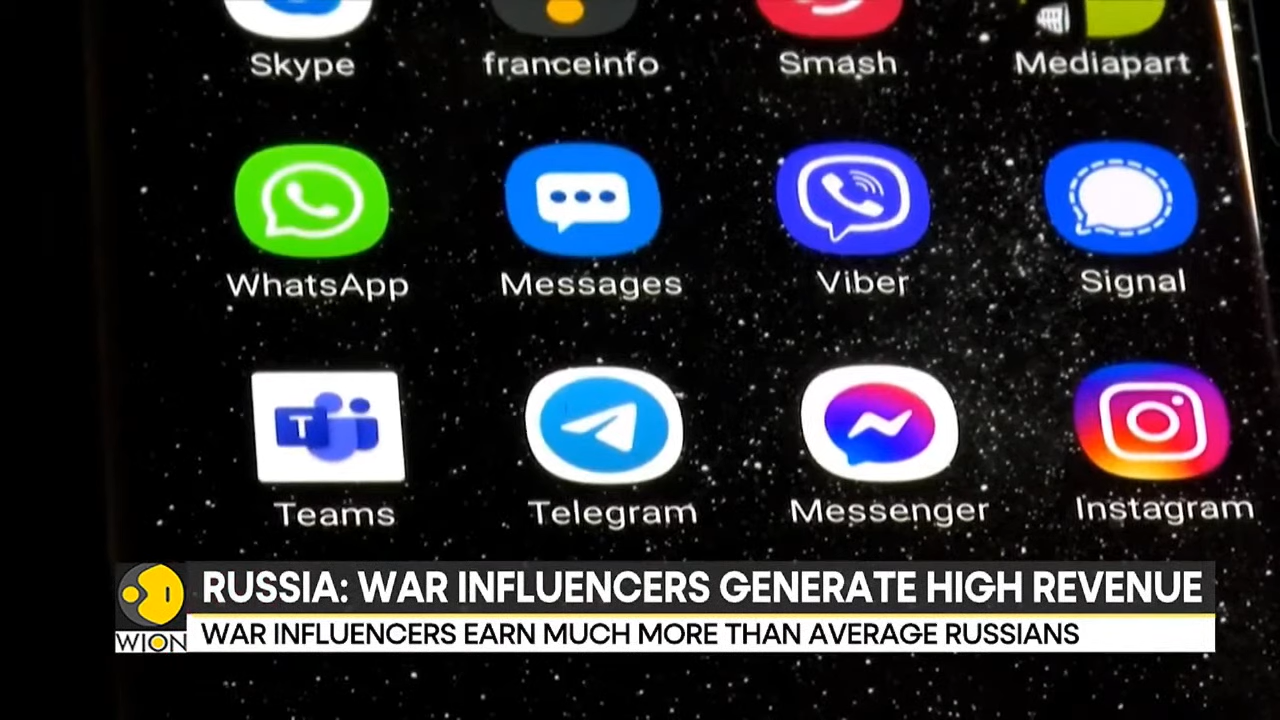 Skype franceinfo Smash Mediapart
WhatsApp Messages Viber Signal
T
Teams Telegram Messenger Instagram
RUSSIA: WAR INFLUENCERS GENERATE HIGH REVENUE
WION WAR INFLUENCERS EARN MUCH MORE THAN AVERAGE RUSSIANS